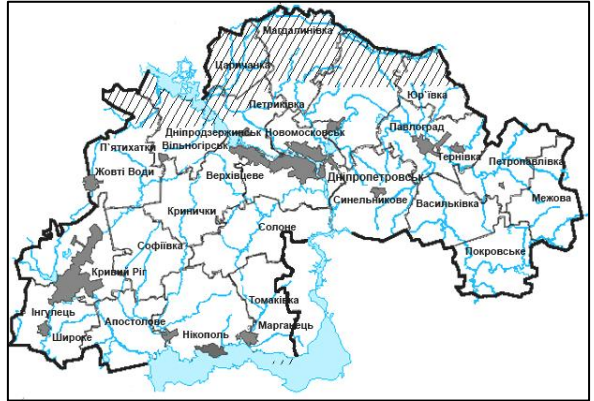 Магдалинівка
Царичанка
Юр'ївка
Петриківка
Дніпродзержинськ Новомосковськ
Павлоград
П'ятихатки
Вільногірськ
Тернівка
Петропавлівка
Жовті Води
Верхівцеве
Дніпропетровськ
Синельникове
Васильківка
Межова
Кринички
Солоне
Софіївка
Покровське
Кривий Ріг
Томаківка
Інгулець
Апостолове
Марганець
Широке
Нікополь